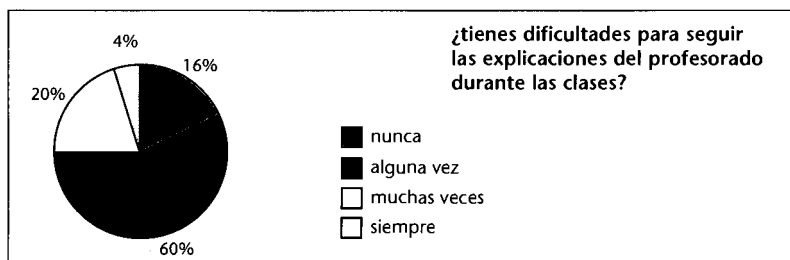 ¿tienes dificultades para seguir
las explicaciones del profesorado
durante las clases?
4%
16%
20%
60%
nunca
alguna vez
muchas veces
siempre